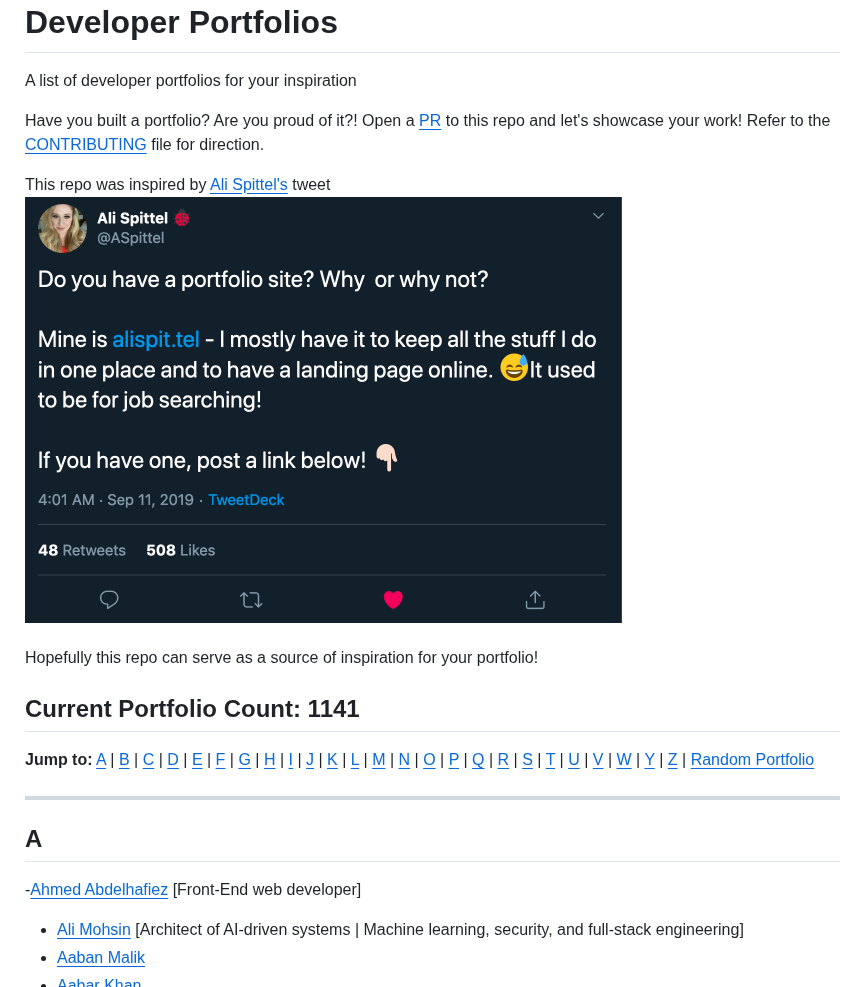 Developer Portfolios
A list of developer portfolios for your inspiration
Have you built a portfolio? Are you proud of it?! Open a PR to this repo and let's showcase your work! Refer to the
CONTRIBUTING file for direction.
This repo was inspired by Ali Spittel's tweet
Ali Spittel 🐞
@ASpittel
Do you have a portfolio site? Why  or why not?
Mine is alispit.tel - I mostly have it to keep all the stuff I do
in one place and to have a landing page online. 😅It used
to be for job searching!
If you have one, post a link below! 👇🏻
4:01 AM · Sep 11, 2019 · TweetDeck
48 Retweets 508 Likes
Hopefully this repo can serve as a source of inspiration for your portfolio!
Current Portfolio Count: 1141
Jump to: A | B | C | D | E | F | G | H | I | J | K | L | M | N | O | P | Q | R | S | T | U | V | W | Y | Z | Random Portfolio
A
-Ahmed Abdelhafiez [Front-End web developer]
• Ali Mohsin [Architect of AI-driven systems | Machine learning, security, and full-stack engineering]
• Aaban Malik
• Aabar Khan